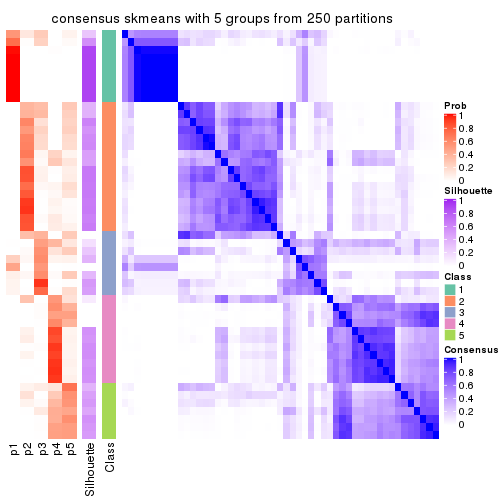 consensus skmeans with 5 groups from 250 partitions
Prob
1
0.8
0.6
0.4
0.2
0
Silhouette
1
0.8
0.6
0.4
0.2
0
Class
1
2
3
4
5
Consensus
1
0.8
0.6
0.4
0.2
0
p1
p2
p3
p4
p5
Silhouette
Class